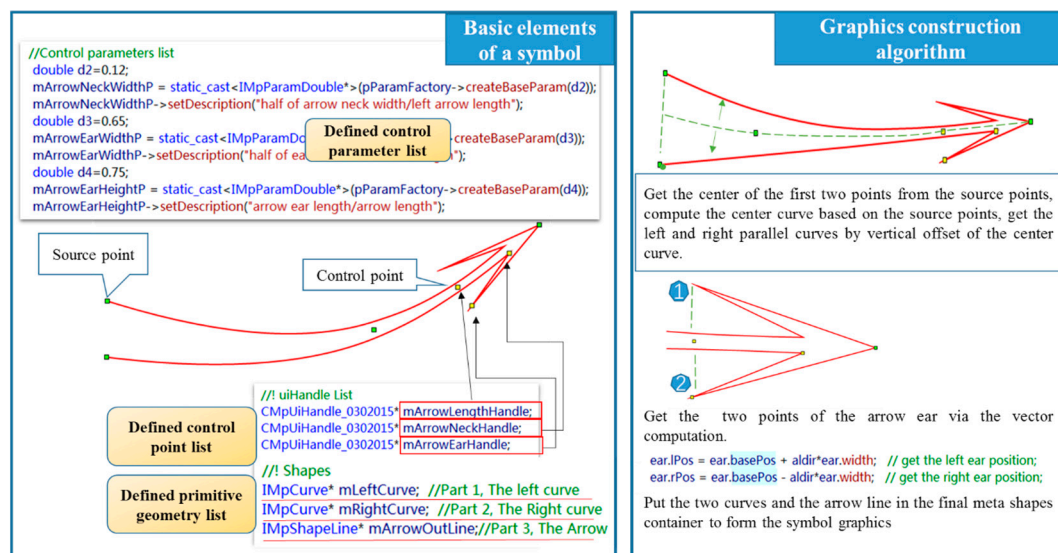 Basic elements
of a symbol
//Control parameters list
double d2=0.12;
mArrowNeckWidthP = static_cast<IMpParamDouble*>(pParamFactory->createBaseParam(d2));
mArrowNeckWidthP->setDescription("half of arrow neck width/left arrow length");
double d3=0.65;
mArrowEarWidthP = static_cast<IMpParamDou >createBaseParam(d3));
mArrowEarWidthP->setDescription("half of ea
double d4=0.75;
mArrowEarHeightP = static_cast<IMpParamDouble*>(pParamFactory->createBaseParam(d4));
mArrowEarHeightP->setDescription("arrow ear length/arrow length");
Defined control
parameter list
Source point
Control point
//! uiHandle List
CMpUiHandle_0302015* mArrowLengthHandle;
CMpUiHandle_0302015* mArrowNeckHandle;
CMpUiHandle_0302015* mArrowEarHandle;
Defined control
point list
//! Shapes
IMpCurve* mLeftCurve; //Part 1, The left curve
IMpCurve* mRightCurve; //Part 2, The Right curve
IMpShapeLine* mArrowOutLine;//Part 3, The Arrow
Defined primitive
geometry list
Graphics construction
algorithm
Get the center of the first two points from the source points,
compute the center curve based on the source points, get the
left and right parallel curves by vertical offset of the center
curve.
1
2
Get the two points of the arrow ear via the vector
computation.
ear.lPos = ear.basePos + aldir*ear.width; // get the left ear position;
ear.rPos = ear.basePos - aldir*ear.width; // get the right ear position;
Put the two curves and the arrow line in the final meta shapes
container to form the symbol graphics